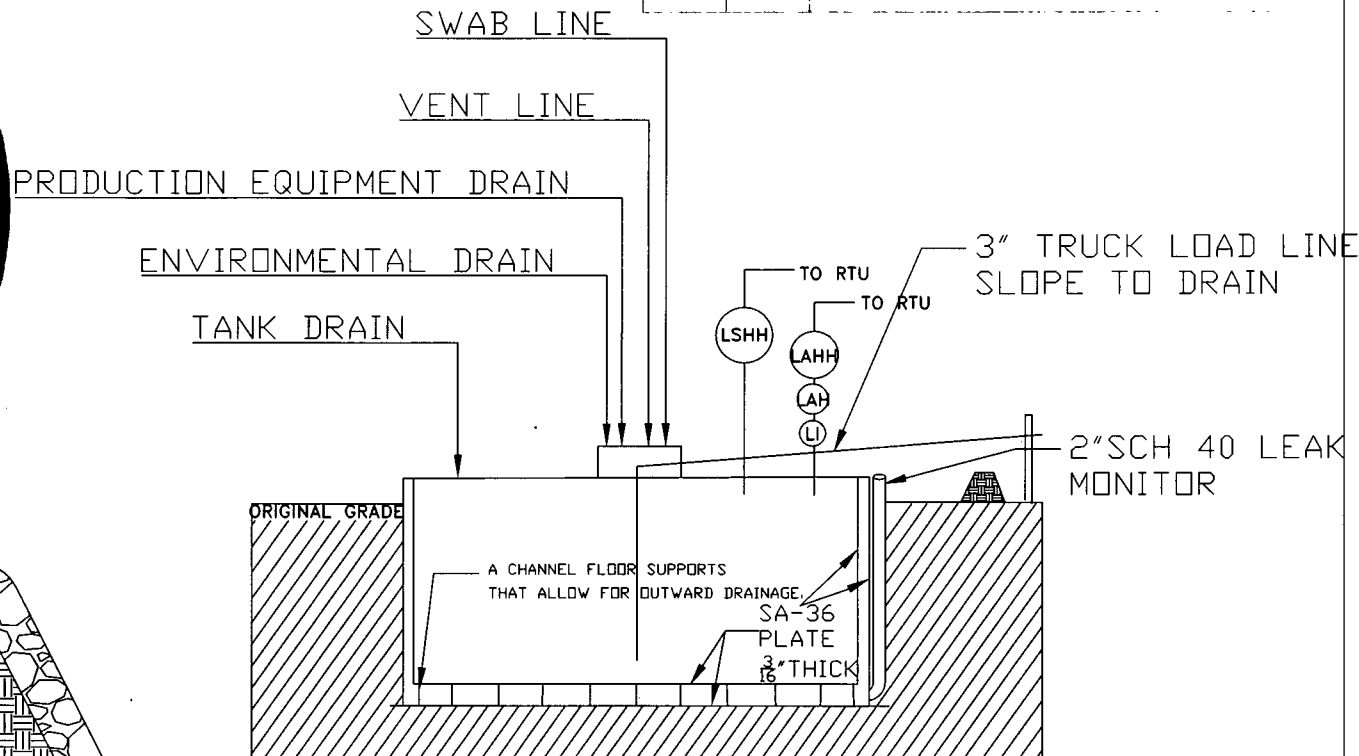 SWAB LINE
VENT LINE
PRODUCTION EQUIPMENT DRAIN
ENVIRONMENTAL DRAIN
TANK DRAIN
TO RTU
TO RTU
3" TRUCK LOAD LINE
SLOPE TO DRAIN
LSHH
LAHH
LAH
LI
2"SCH 40 LEAK
MONITOR
ORIGINAL GRADE
A CHANNEL FLOOR SUPPORTS
THAT ALLOW FOR OUTWARD DRAINAGE.
SA-36
PLATE
3/16"THICK